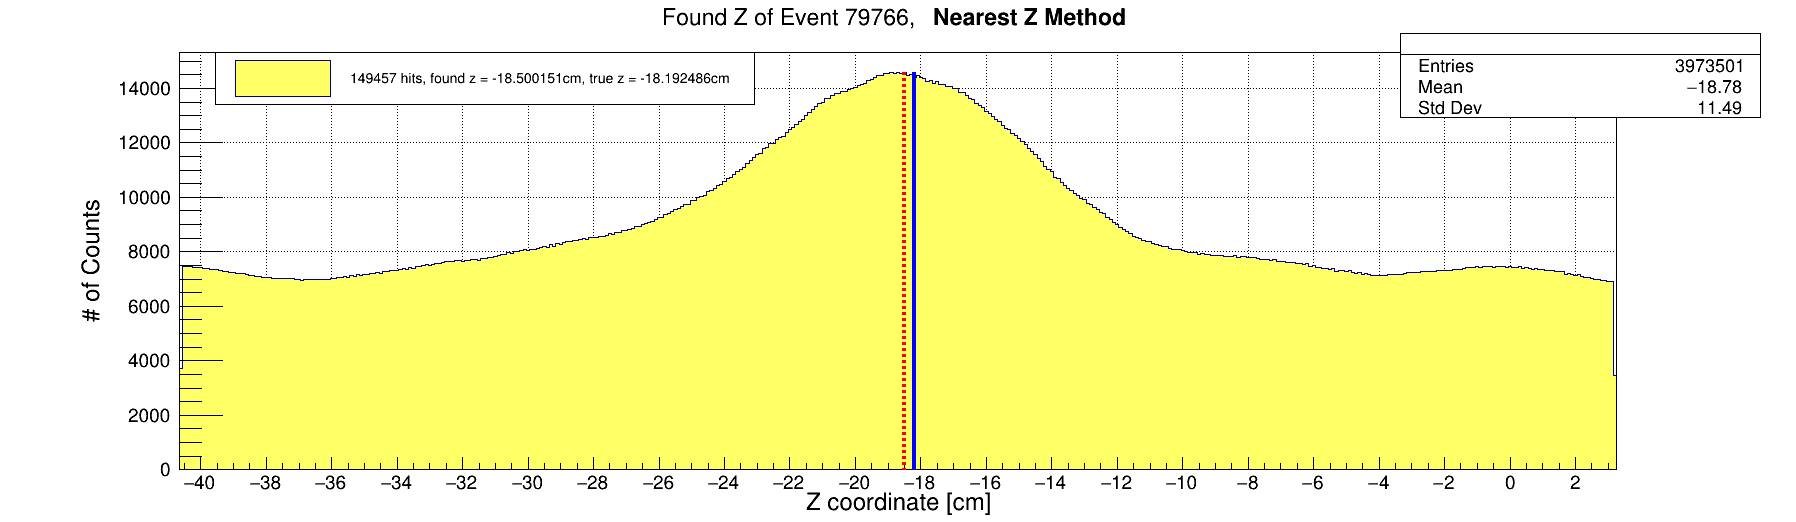 Found Z of Event 79766, Nearest Z Method
149457 hits, found z = -18.500151cm, true z = -18.192486cm
Entries 3973501
Mean −18.78
Std Dev 11.49
# of Counts
14000
12000
10000
8000
6000
4000
2000
0
−40 −38 −36 −34 −32 −30 −28 −26 −24 −22 −20 −18 −16 −14 −12 −10 −8 −6 −4 −2 0 2
Z coordinate [cm]